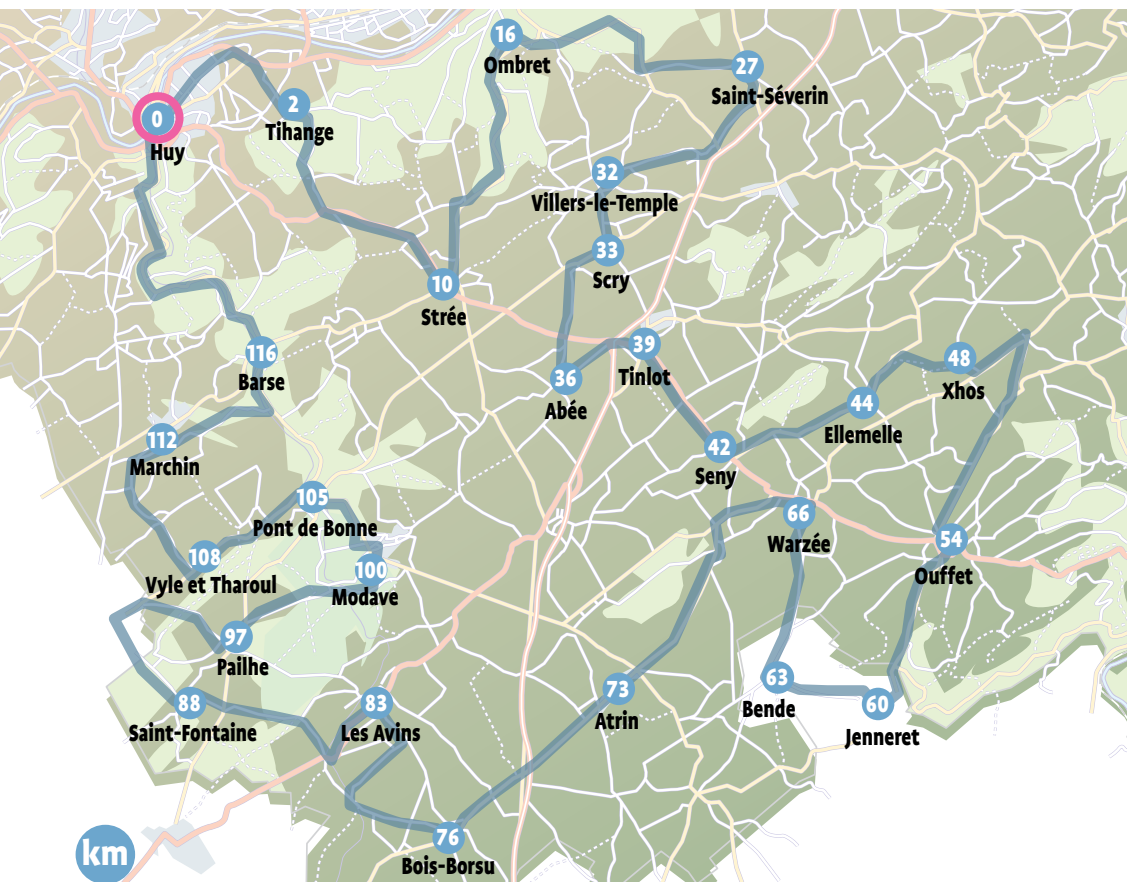 16
Ombret
27
Saint-Séverin
0
Huy
2
Tihange
32
Villers-le-Temple
33
Scry
10
Strée
116
Barse
39
Tinlot
36
Abée
48
Xhos
44
Ellemelle
42
Seny
112
Marchin
105
Pont de Bonne
66
Warzée
54
Ouffet
108
Vyle et Tharoul
100
Modave
97
Pailhe
88
Saint-Fontaine
83
Les Avins
73
Atrin
63
Bende
60
Jenneret
76
Bois-Borsu
km